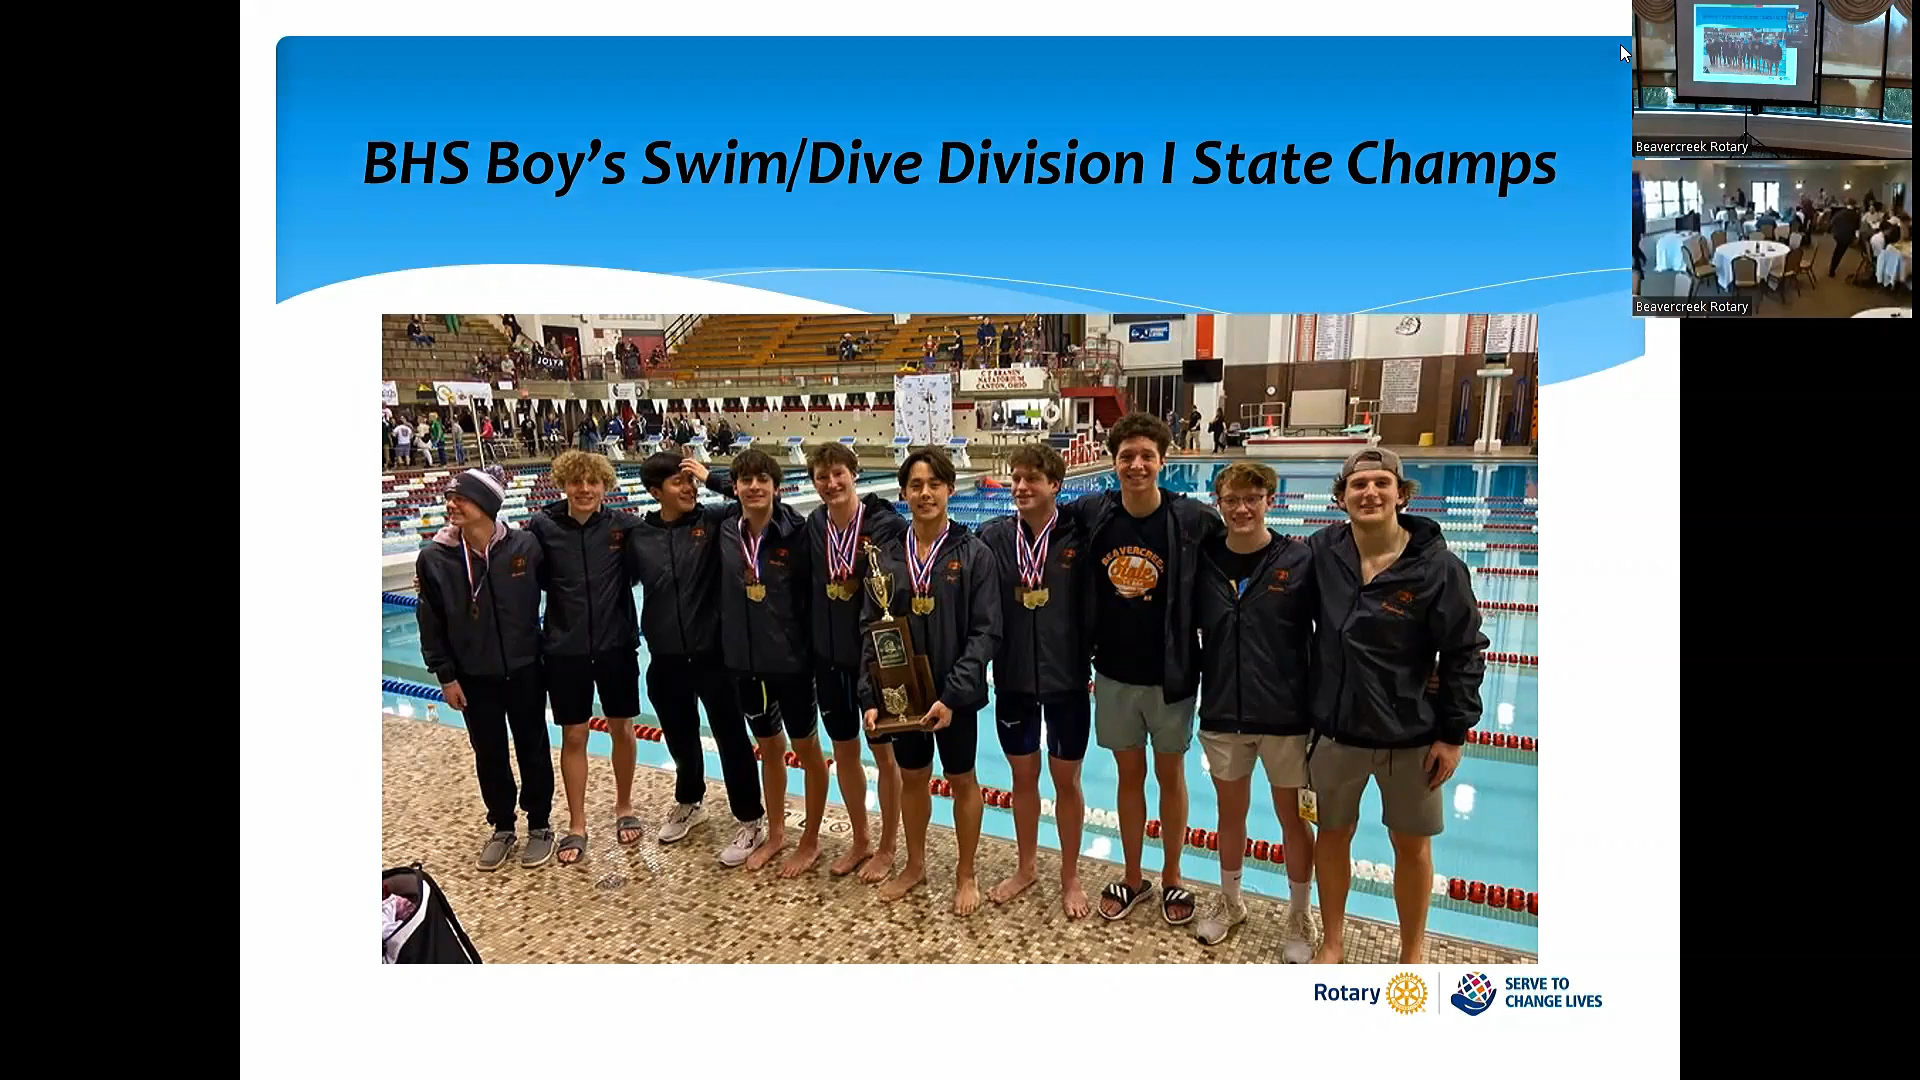 BHS Boy’s Swim/Dive Division I State Champs
Beavercreek Rotary
Beavercreek Rotary
JOLYN
C T BRANIN
NATATORIUM
CANTON, OHIO
BEAVERCREEK
Rotary
SERVE TO
CHANGE LIVES